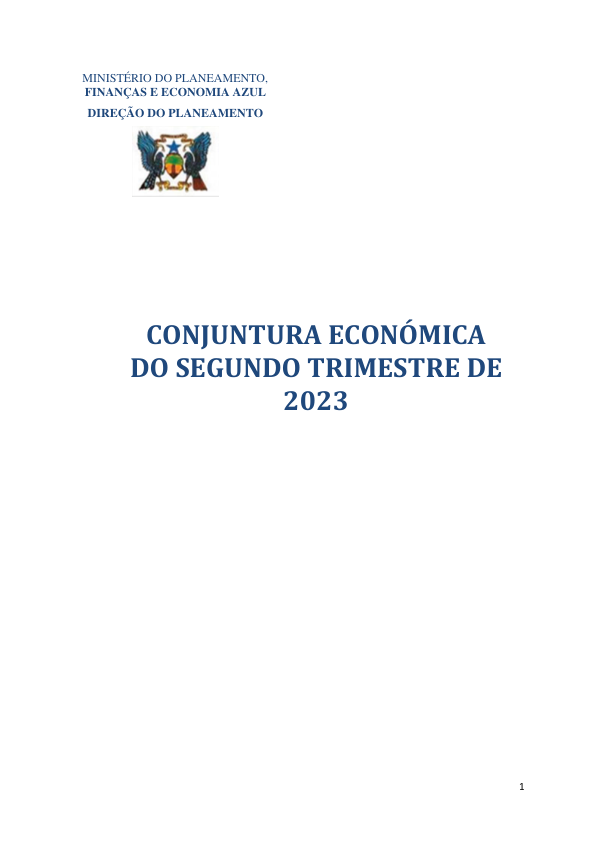 MINISTÉRIO DO PLANEAMENTO,
FINANÇAS E ECONOMIA AZUL
DIREÇÃO DO PLANEAMENTO
CONJUNTURA ECONÓMICA
DO SEGUNDO TRIMESTRE DE
2023
1